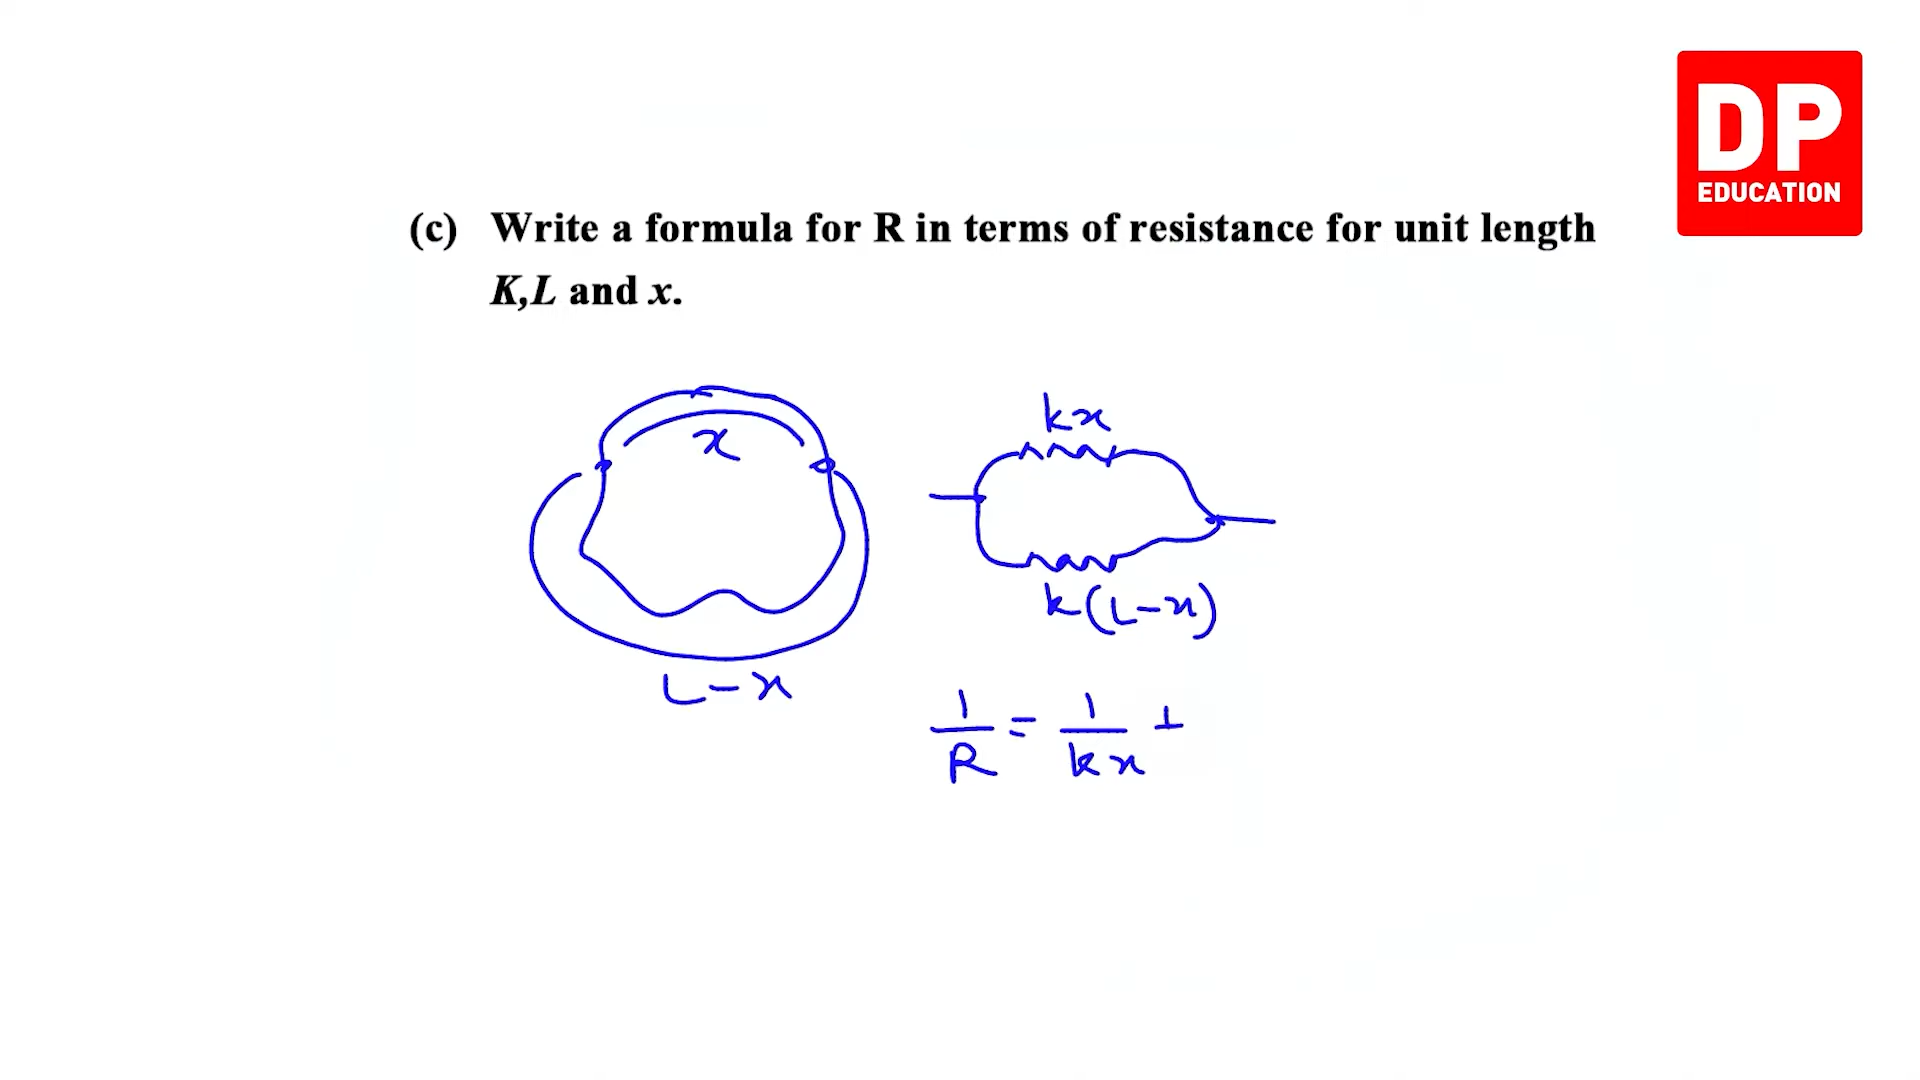 DP
EDUCATION
(c) Write a formula for R in terms of resistance for unit length
K,L and x.
x
L-x
kx
k(L-x)
1/R = 1/kx +